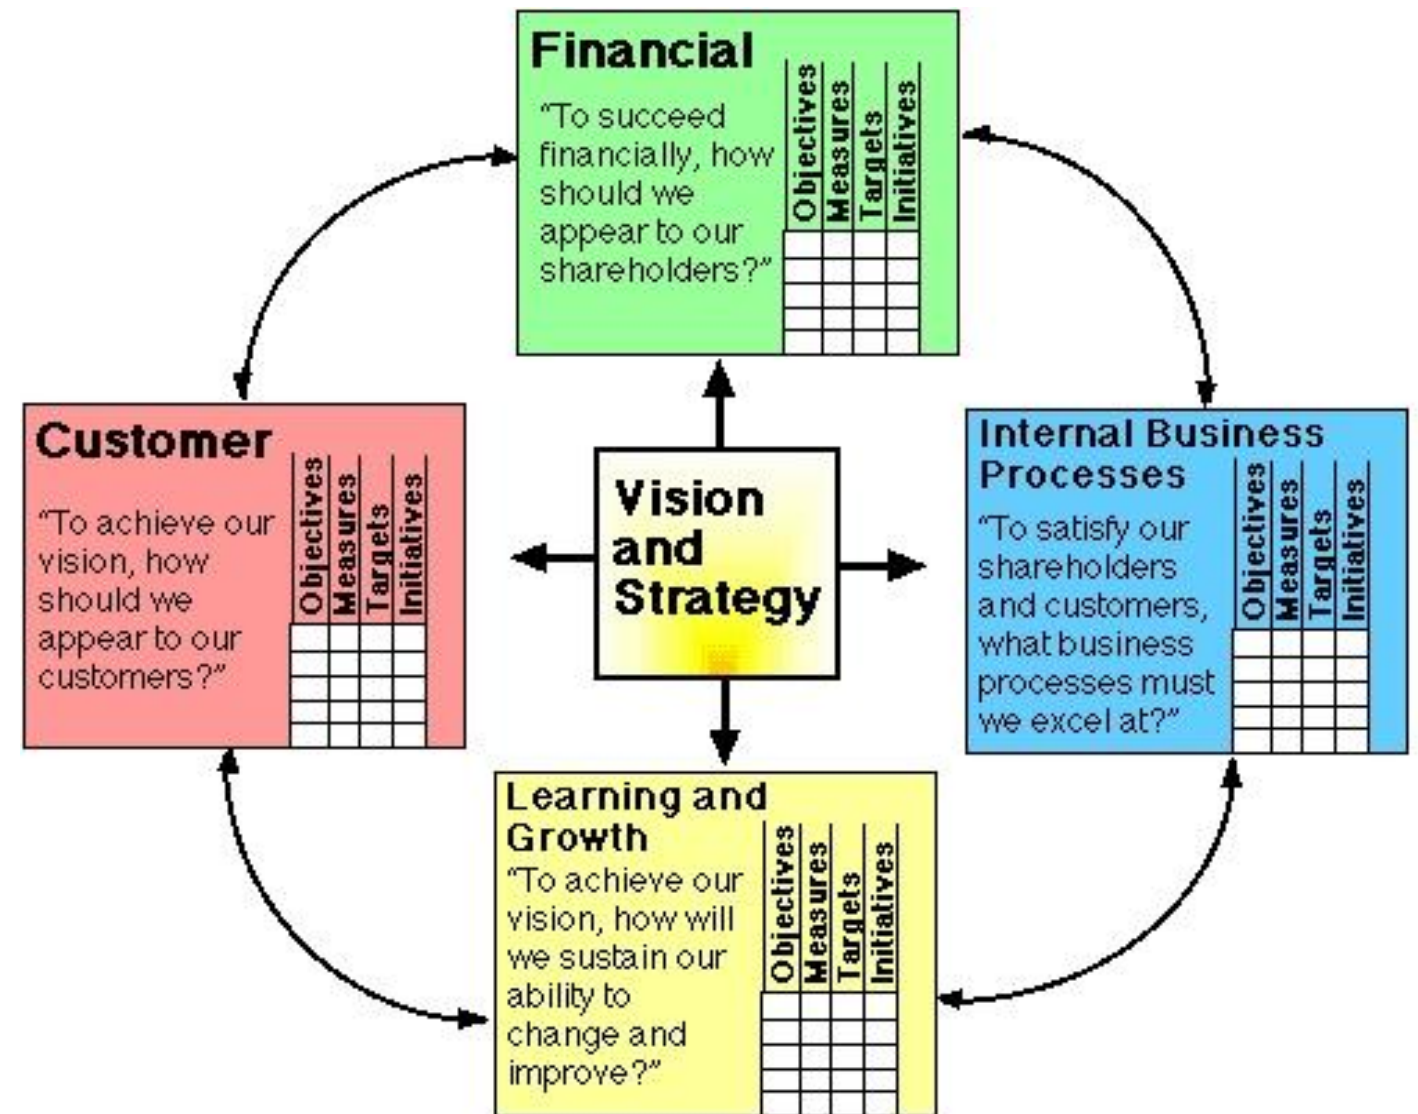 Financial
“To succeed
financially, how
should we
appear to our
shareholders?”
Objectives
Measures
Targets
Initiatives
Customer
“To achieve our
vision, how
should we
appear to our
customers?”
Objectives
Measures
Targets
Initiatives
Vision
and
Strategy
Internal Business
Processes
“To satisfy our
shareholders
and customers,
what business
processes must
we excel at?”
Objectives
Measures
Targets
Initiatives
Learning and
Growth
“To achieve our
vision, how will
we sustain our
ability to
change and
improve?”
Objectives
Measures
Targets
Initiatives